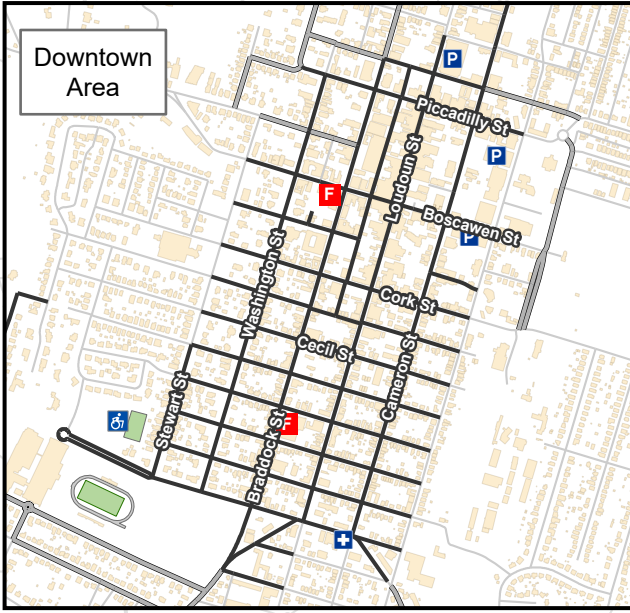 Downtown
Area
P
Piccadilly St
P
Loudoun St
F
Boscawen St
P
Washington St
Cork St
Cecil St
Cameron St
Stewart St
Braddock St
F